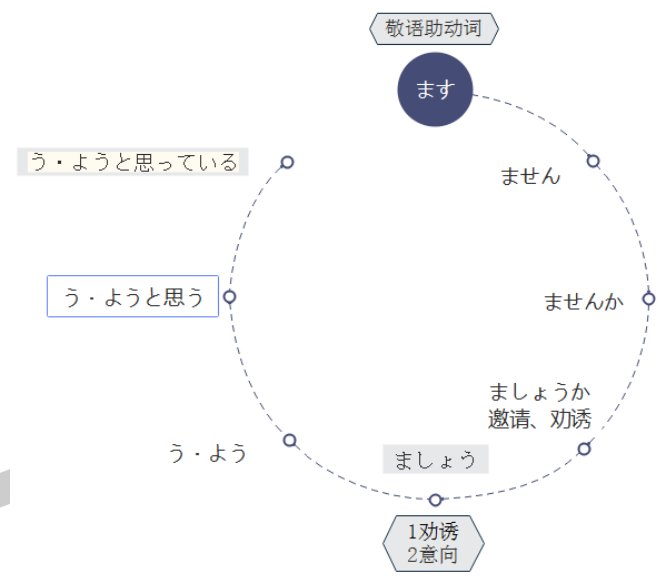 敬语助动词
ます
ません
ませんか
ましょうか
邀请、劝诱
ましょう
1劝诱
2意向
う・よう
う・ようと思う
う・ようと思っている